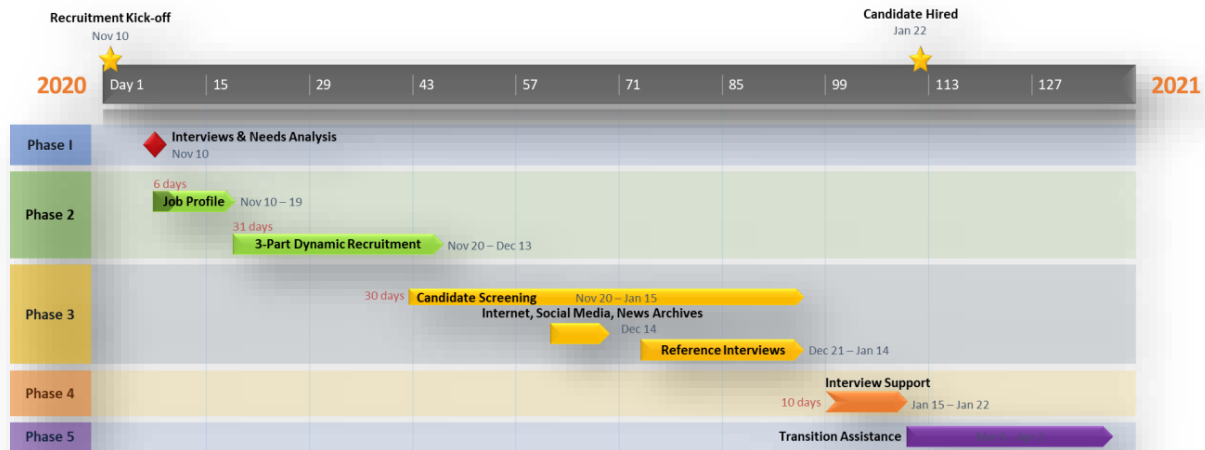 Recruitment Kick-off
Nov 10
Candidate Hired
Jan 22
2020
Day 1
15
29
43
57
71
85
99
113
127
2021
Phase I
Interviews & Needs Analysis
Nov 10
Phase 2
6 days
Job Profile
Nov 10 – 19
31 days
3-Part Dynamic Recruitment
Nov 20 – Dec 13
Phase 3
30 days
Candidate Screening
Nov 20 – Jan 15
Internet, Social Media, News Archives
Dec 14
Reference Interviews
Dec 21 – Jan 14
Phase 4
Interview Support
10 days
Jan 15 – Jan 22
Phase 5
Transition Assistance